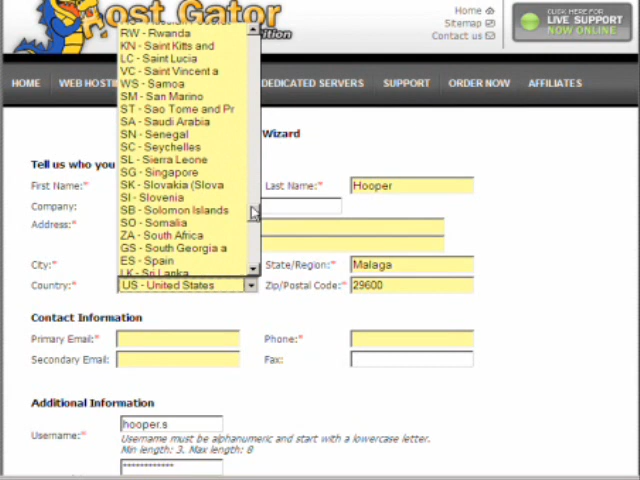 Host Gator
Home
Sitemap
Contact us
CLICK HERE FOR
LIVE SUPPORT
NOW ONLINE
HOME
DEDICATED SERVERS
SUPPORT
ORDER NOW
AFFILIATES
RW - Rwanda
KN - Saint Kitts and
LC - Saint Lucia
VC - Saint Vincent a
WS - Samoa
SM - San Marino
ST - Sao Tome and Pr
SA - Saudi Arabia
SN - Senegal
SC - Seychelles
SL - Sierra Leone
SG - Singapore
SK - Slovakia (Slova
SI - Slovenia
SB - Solomon Islands
SO - Somalia
ZA - South Africa
GS - South Georgia a
ES - Spain
LK - Sri Lanka
Wizard
Tell us who you
First Name:*
Last Name:* Hooper
Company:
Address:*
City:*
State/Region:* Malaga
Country:* US - United States
Zip/Postal Code:* 29600
Contact Information
Primary Email:*
Phone:*
Secondary Email:
Fax:
Additional Information
Username:* hooper.s
Username must be alphanumeric and start with a lowercase letter.
Min length: 3. Max length: 8
************